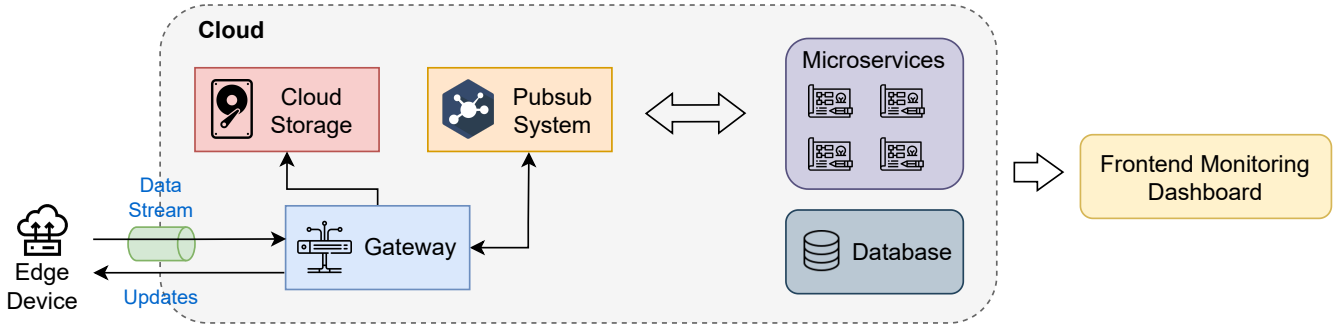 Cloud
Cloud
Storage
Pubsub
System
Microservices
Data
Stream
Gateway
Edge
Device
Updates
Database
Frontend Monitoring
Dashboard